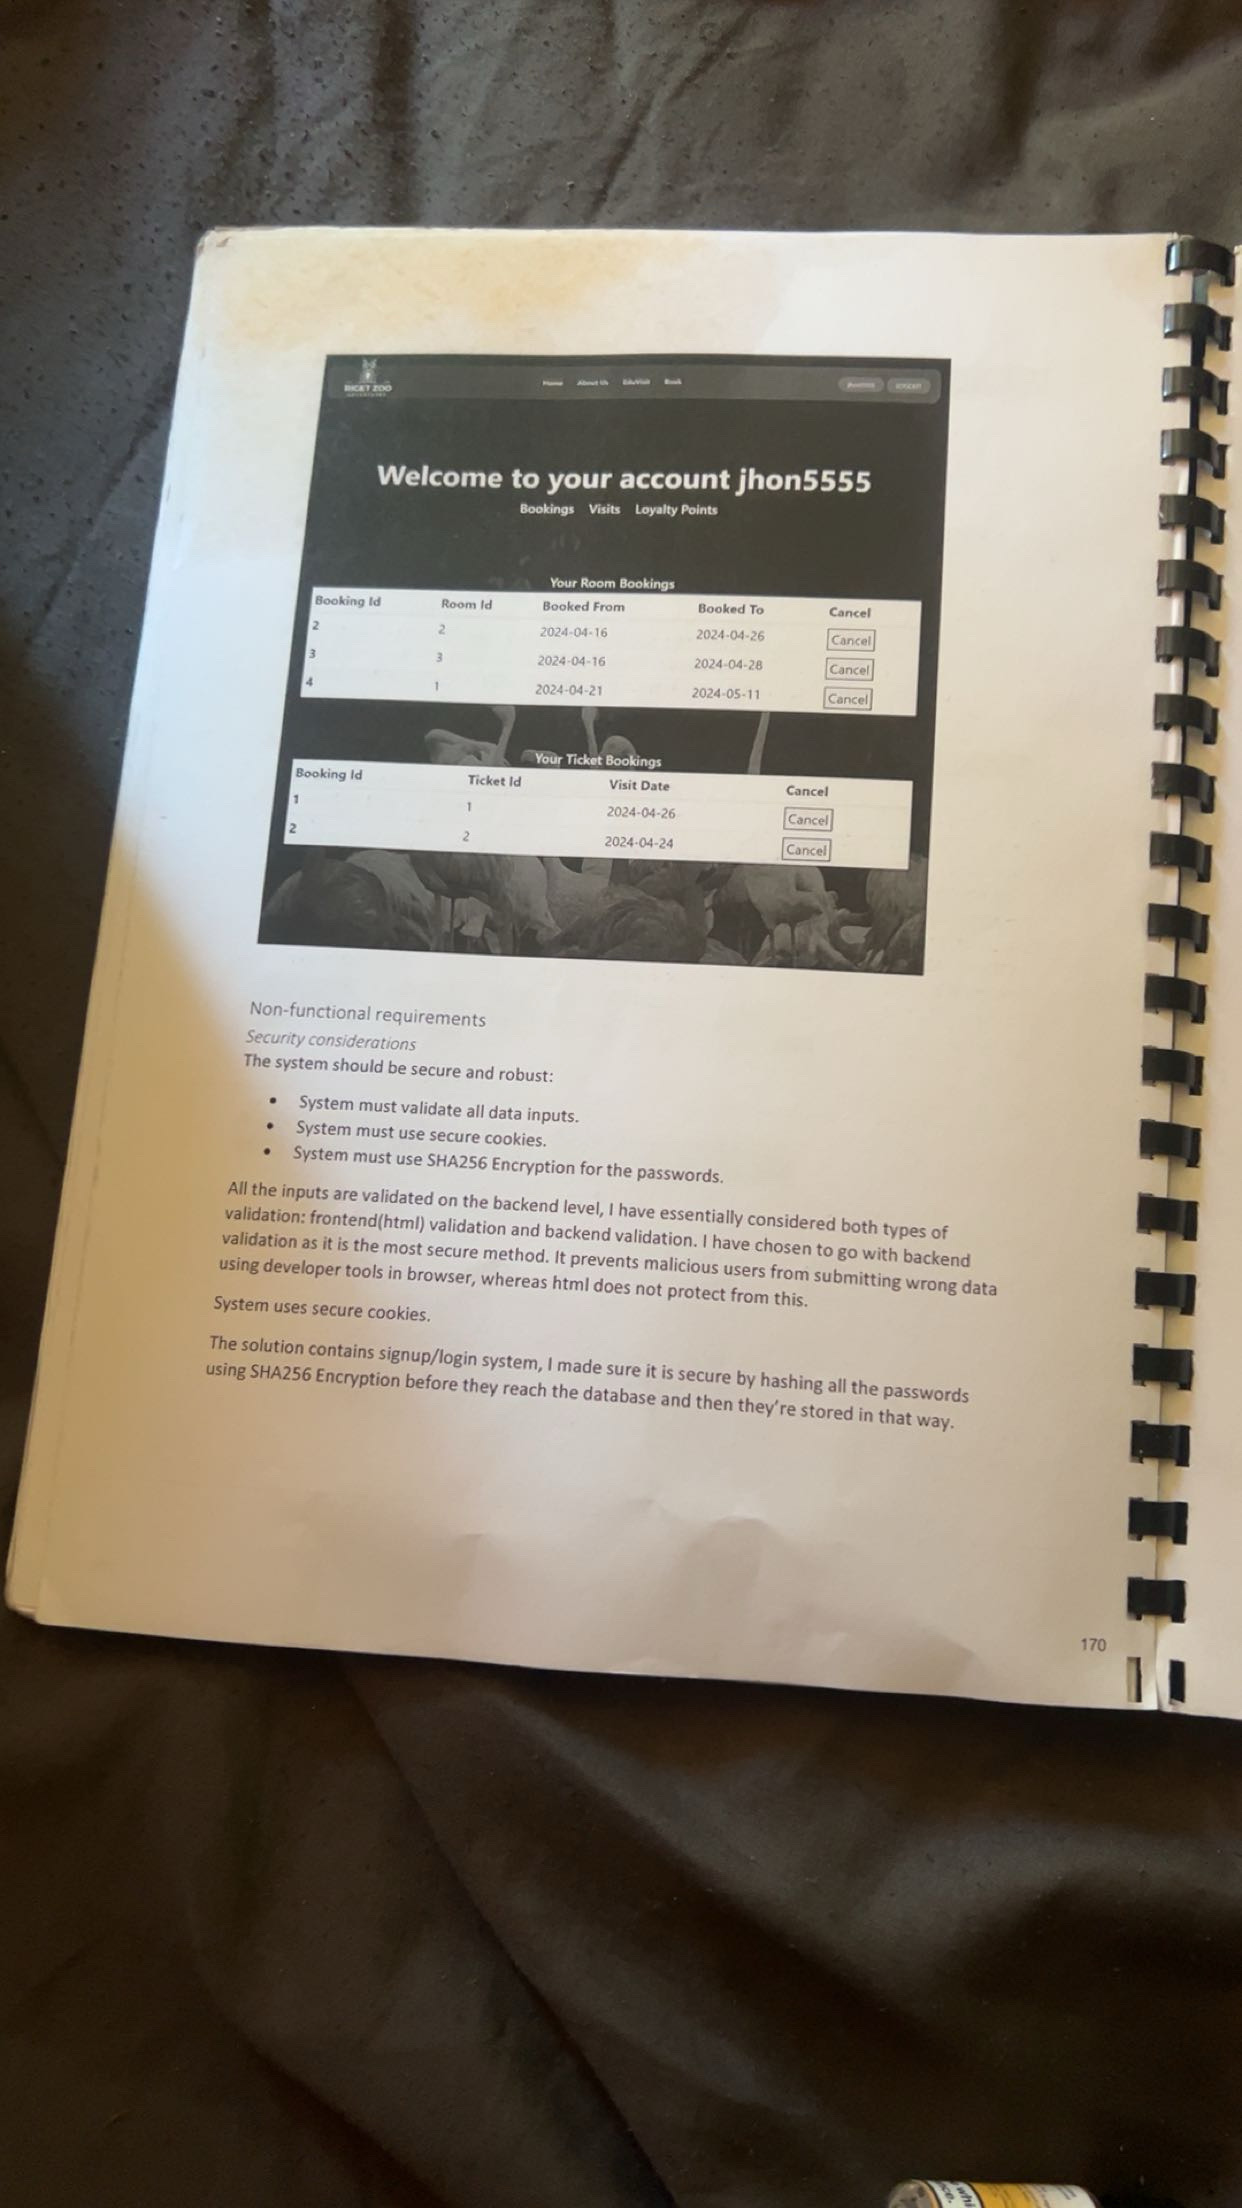 RIGET ZOO
ADVENTURES
Home About Us EduVisit Book
LOGOUT
Welcome to your account jhon5555
Bookings Visits Loyalty Points
Your Room Bookings
Booking Id Room Id Booked From Booked To Cancel
2 2 2024-04-16 2024-04-26 Cancel
3 3 2024-04-16 2024-04-28 Cancel
4 1 2024-04-21 2024-05-11 Cancel
Your Ticket Bookings
Booking Id Ticket Id Visit Date Cancel
1 1 2024-04-26 Cancel
2 2 2024-04-24 Cancel
Non-functional requirements
Security considerations
The system should be secure and robust:
• System must validate all data inputs.
• System must use secure cookies.
• System must use SHA256 Encryption for the passwords.
All the inputs are validated on the backend level, I have essentially considered both types of
validation: frontend(html) validation and backend validation. I have chosen to go with backend
validation as it is the most secure method. It prevents malicious users from submitting wrong data
using developer tools in browser, whereas html does not protect from this.
System uses secure cookies.
The solution contains signup/login system, I made sure it is secure by hashing all the passwords
using SHA256 Encryption before they reach the database and then they're stored in that way.
170